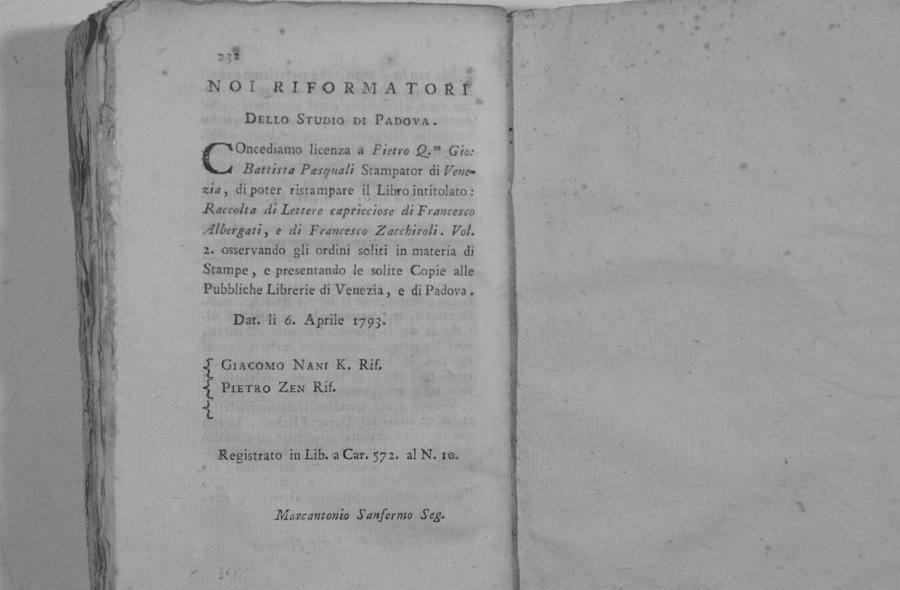 232
NOI RIFORMATORI
DELLO STUDIO DI PADOVA.
COncediamo licenza a Pietro Q.m Gio:
Battista Pasquali Stampator di Vene-
zia, di poter ristampare il Libro intitolato:
Raccolta di Lettere capricciose di Francesco
Albergati, e di Francesco Zacchiroli. Vol.
2. osservando gli ordini soliti in materia di
Stampe, e presentando le solite Copie alle
Pubbliche Librerie di Venezia, e di Padova.
Dat. li 6. Aprile 1793.
{ GIACOMO NANI K. Rif.
{ PIETRO ZEN Rif.
{
Registrato in Lib. a Car. 572. al N. 10.
Marcantonio Sanfermo Seg.